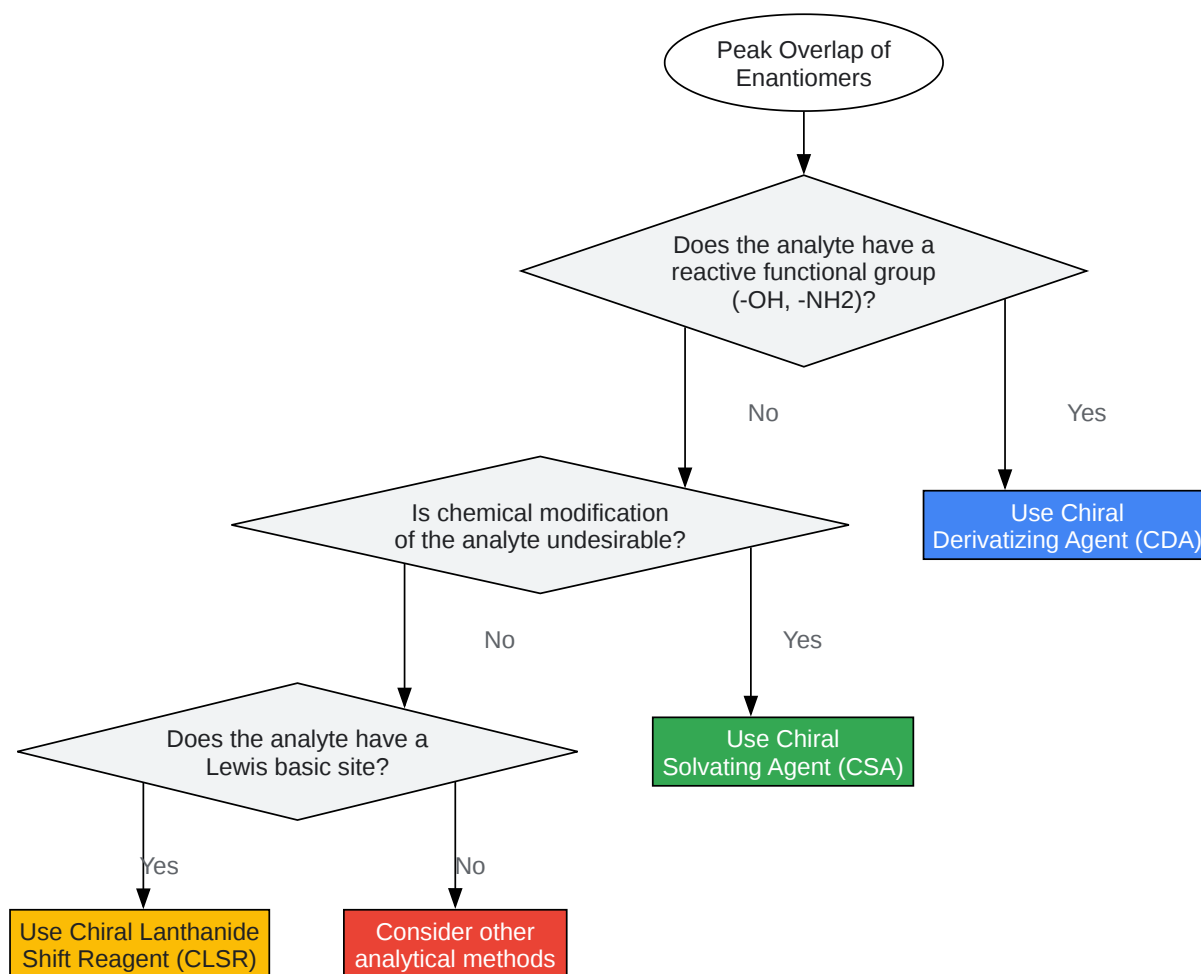 Peak Overlap of
Enantiomers
Does the analyte have a
reactive functional group
(-OH, -NH2)?
No
Yes
Is chemical modification
of the analyte undesirable?
Use Chiral
Derivatizing Agent (CDA)
No
Yes
Does the analyte have a
Lewis basic site?
Use Chiral
Solvating Agent (CSA)
Yes
No
Use Chiral Lanthanide
Shift Reagent (CLSR)
Consider other
analytical methods